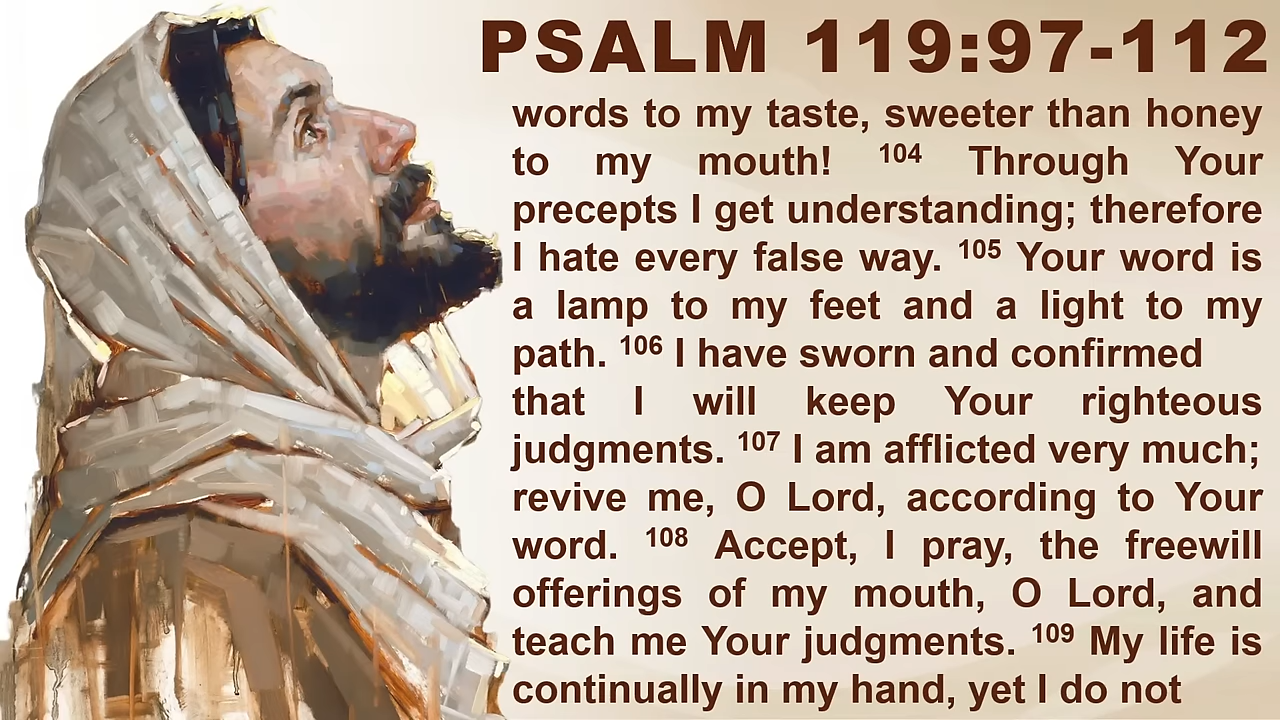 PSALM 119:97-112
words to my taste, sweeter than honey
to my mouth! 104 Through Your
precepts I get understanding; therefore
I hate every false way. 105 Your word is
a lamp to my feet and a light to my
path. 106 I have sworn and confirmed
that I will keep Your righteous
judgments. 107 I am afflicted very much;
revive me, O Lord, according to Your
word. 108 Accept, I pray, the freewill
offerings of my mouth, O Lord, and
teach me Your judgments. 109 My life is
continually in my hand, yet I do not